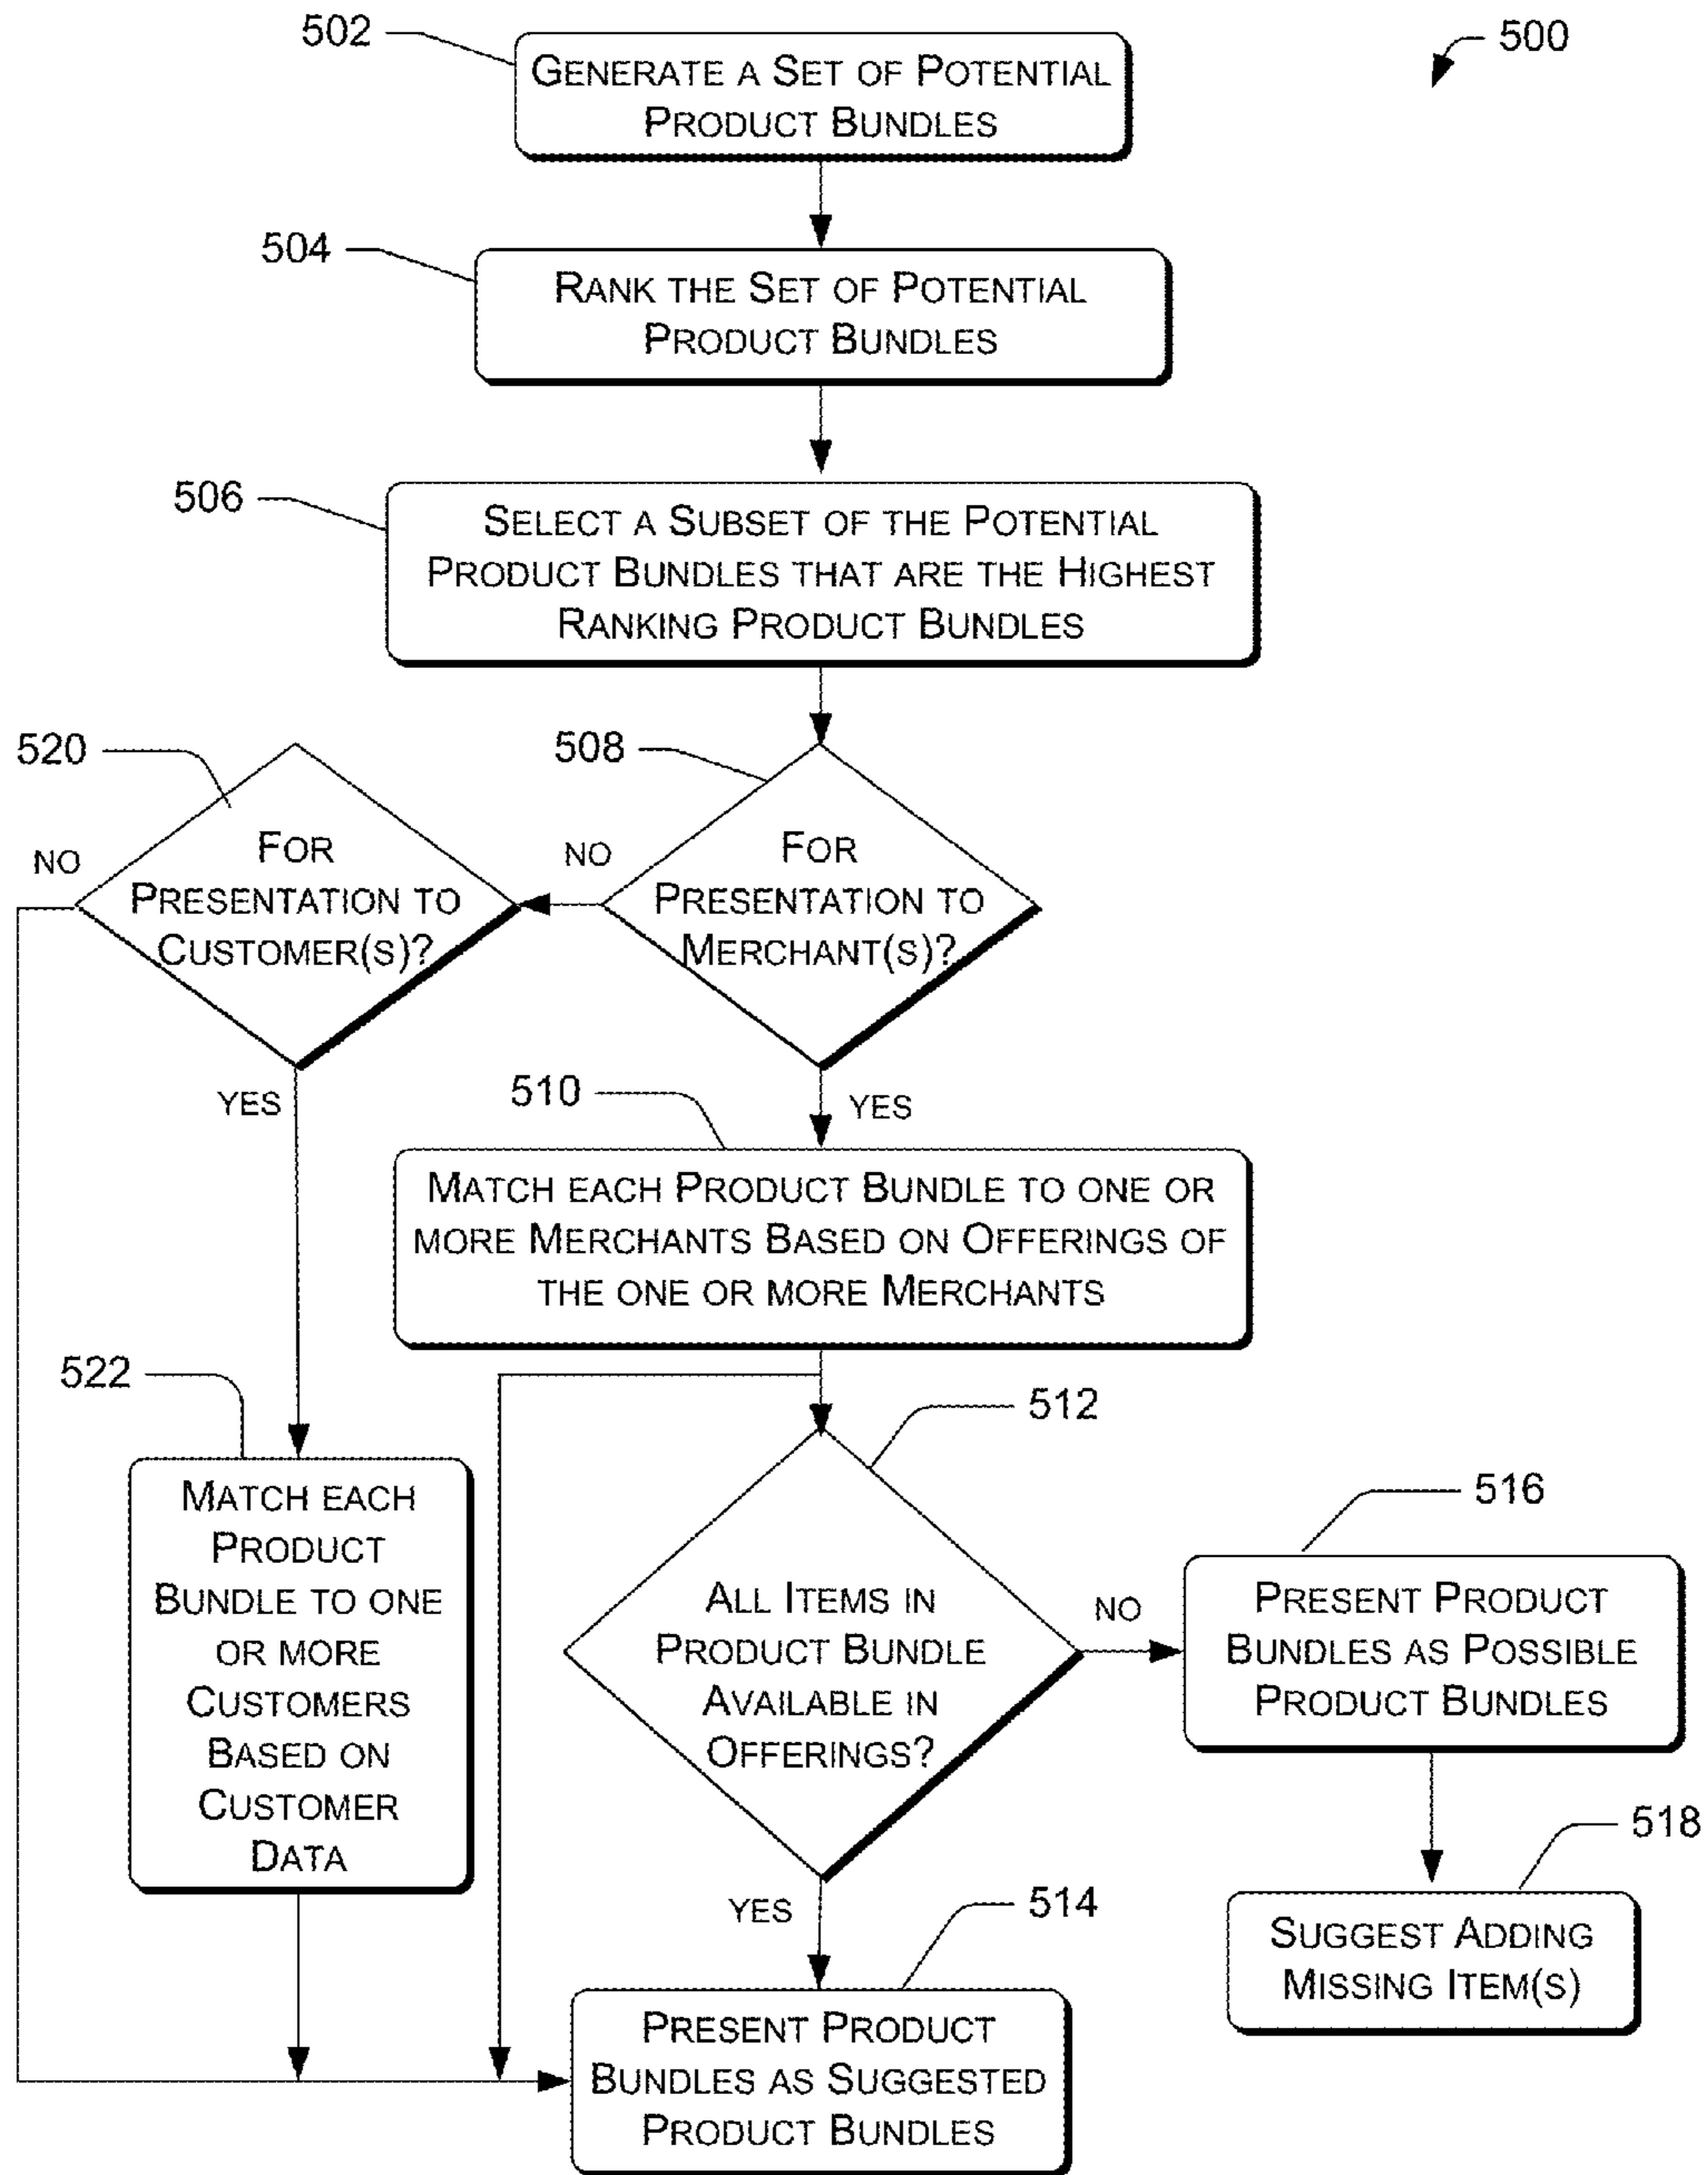 502
500
GENERATE A SET OF POTENTIAL
PRODUCT BUNDLES
504
RANK THE SET OF POTENTIAL
PRODUCT BUNDLES
506
SELECT A SUBSET OF THE POTENTIAL
PRODUCT BUNDLES THAT ARE THE HIGHEST
RANKING PRODUCT BUNDLES
520
508
NO
FOR
PRESENTATION TO
CUSTOMER(S)?
NO
FOR
PRESENTATION TO
MERCHANT(S)?
YES
510
YES
MATCH EACH PRODUCT BUNDLE TO ONE OR
MORE MERCHANTS BASED ON OFFERINGS OF
THE ONE OR MORE MERCHANTS
522
512
MATCH EACH
PRODUCT
BUNDLE TO ONE
OR MORE
CUSTOMERS
BASED ON
CUSTOMER
DATA
ALL ITEMS IN
PRODUCT BUNDLE
AVAILABLE IN
OFFERINGS?
NO
516
PRESENT PRODUCT
BUNDLES AS POSSIBLE
PRODUCT BUNDLES
518
SUGGEST ADDING
MISSING ITEM(S)
YES
514
PRESENT PRODUCT
BUNDLES AS SUGGESTED
PRODUCT BUNDLES